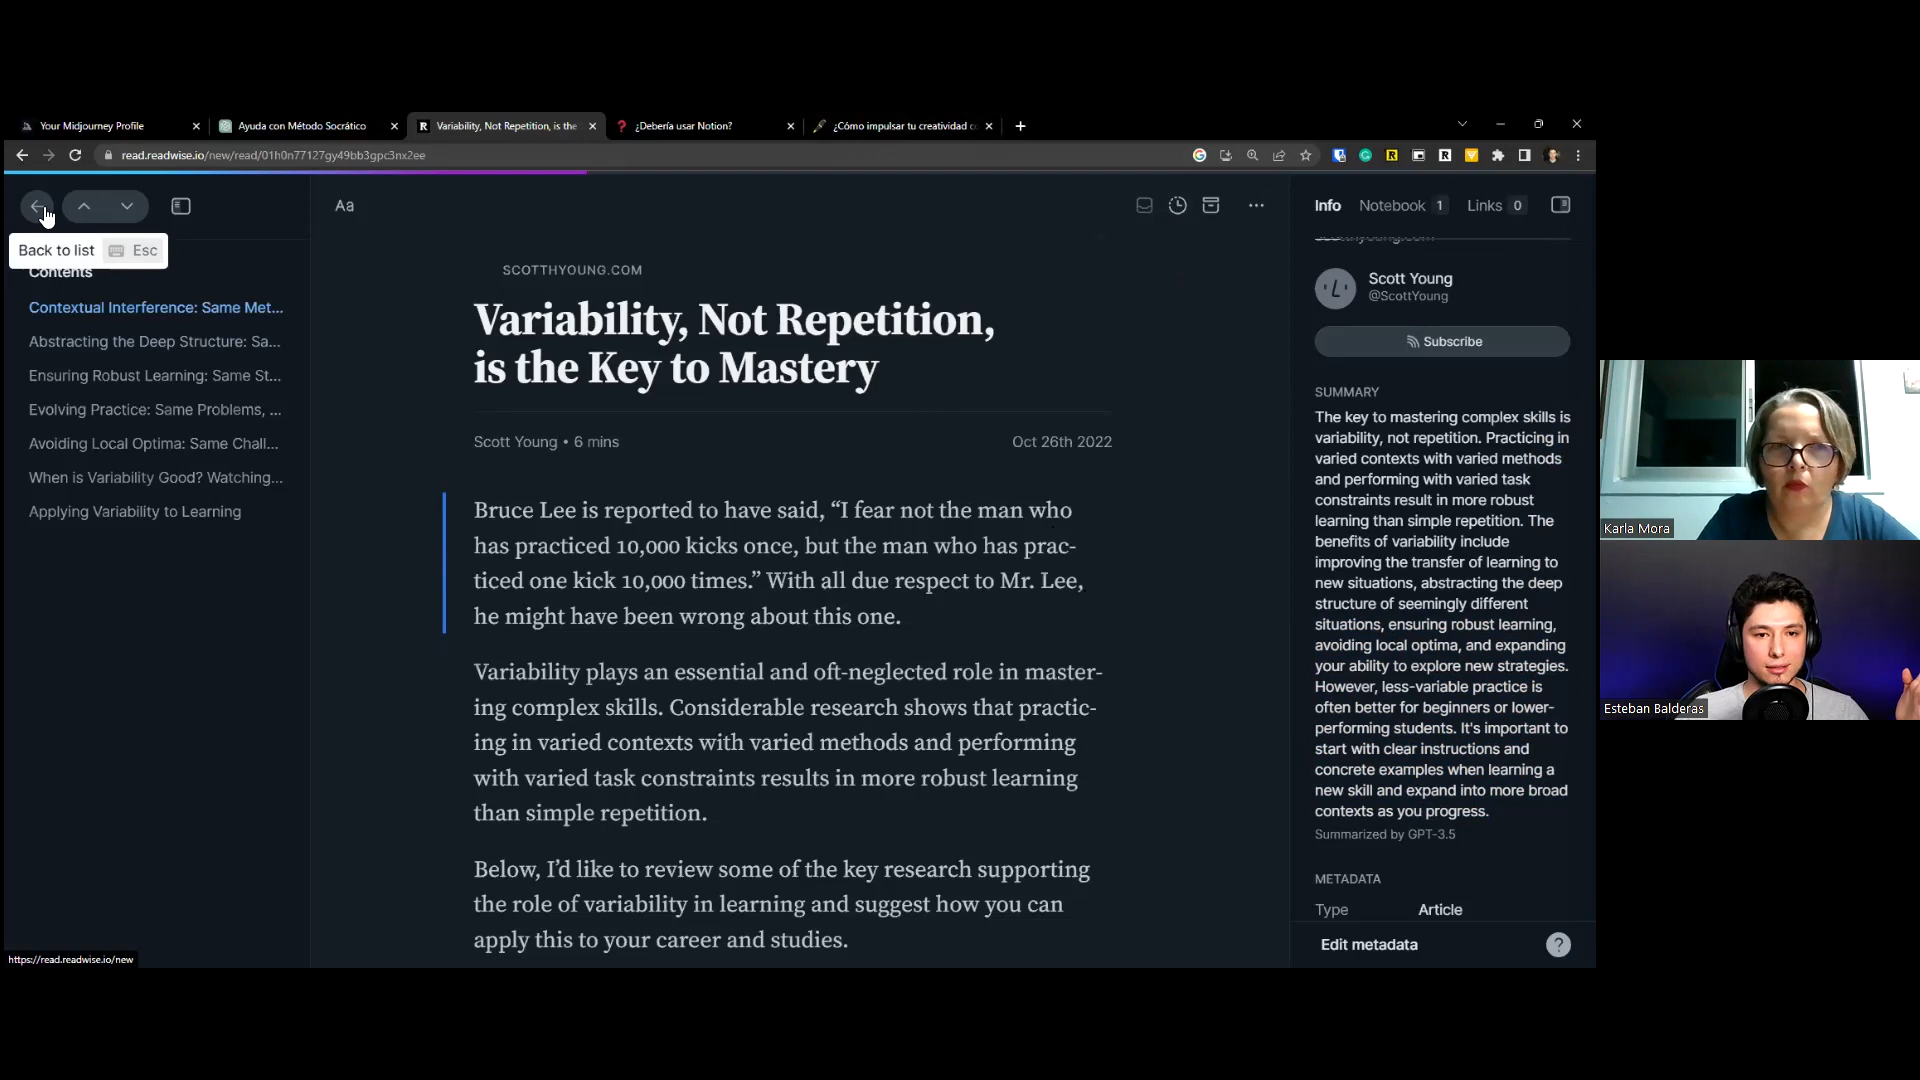 Your Midjourney Profile
Ayuda con Método Socrático
Variability, Not Repetition, is the
¿Debería usar Notion?
¿Cómo impulsar tu creatividad c
read.readwise.io/new/read/01h0n77127gy49bb3gpc3nx2ee
Back to list Esc
Contents
Contextual Interference: Same Met...
Abstracting the Deep Structure: Sa...
Ensuring Robust Learning: Same St...
Evolving Practice: Same Problems, ...
Avoiding Local Optima: Same Chall...
When is Variability Good? Watching...
Applying Variability to Learning
https://read.readwise.io/new
Aa
SCOTTHYOUNG.COM
Variability, Not Repetition,
is the Key to Mastery
Scott Young • 6 mins
Oct 26th 2022
Bruce Lee is reported to have said, “I fear not the man who
has practiced 10,000 kicks once, but the man who has prac-
ticed one kick 10,000 times.” With all due respect to Mr. Lee,
he might have been wrong about this one.
Variability plays an essential and oft-neglected role in master-
ing complex skills. Considerable research shows that practic-
ing in varied contexts with varied methods and performing
with varied task constraints results in more robust learning
than simple repetition.
Below, I’d like to review some of the key research supporting
the role of variability in learning and suggest how you can
apply this to your career and studies.
Info Notebook 1 Links 0
Scott Young
@ScottYoung
Subscribe
SUMMARY
The key to mastering complex skills is
variability, not repetition. Practicing in
varied contexts with varied methods
and performing with varied task
constraints result in more robust
learning than simple repetition. The
benefits of variability include
improving the transfer of learning to
new situations, abstracting the deep
structure of seemingly different
situations, ensuring robust learning,
avoiding local optima, and expanding
your ability to explore new strategies.
However, less-variable practice is
often better for beginners or lower-
performing students. It's important to
start with clear instructions and
concrete examples when learning a
new skill and expand into more broad
contexts as you progress.
Summarized by GPT-3.5
METADATA
Type Article
Edit metadata
?
Karla Mora
Esteban Balderas